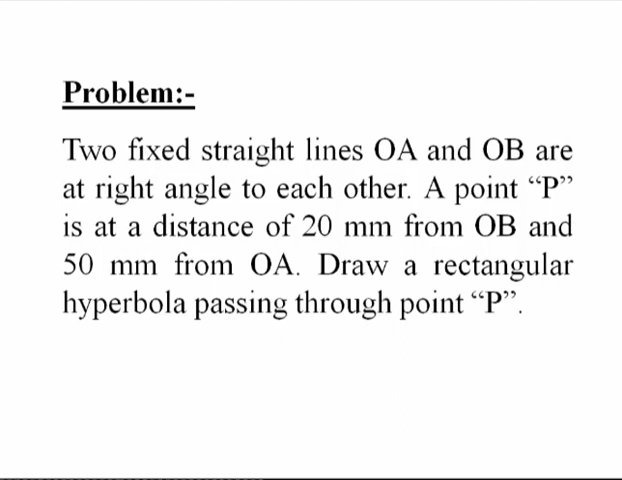 Problem:-
Two fixed straight lines OA and OB are
at right angle to each other. A point “P”
is at a distance of 20 mm from OB and
50 mm from OA. Draw a rectangular
hyperbola passing through point “P”.